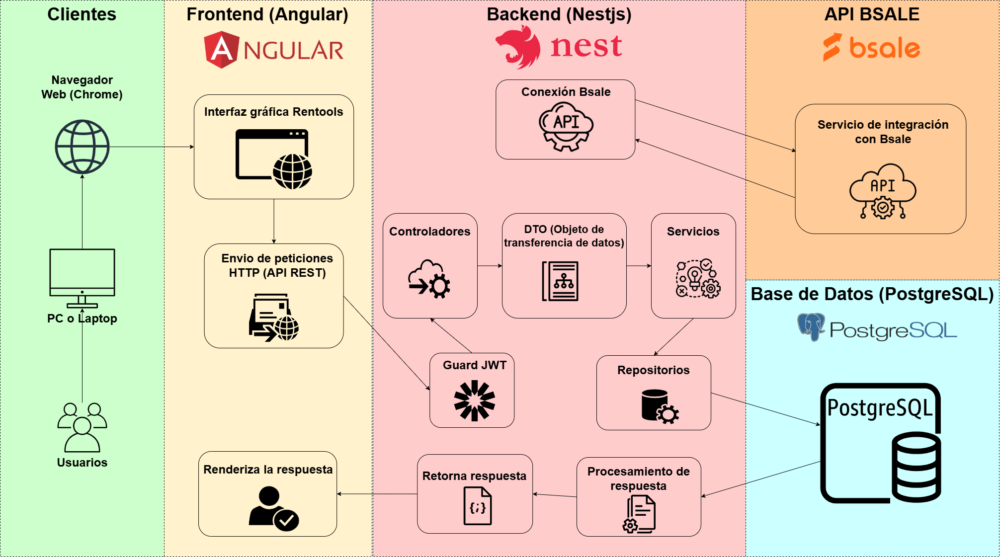 Clientes
Navegador
Web (Chrome)
PC o Laptop
Usuarios
Frontend (Angular)
ANGULAR
Interfaz gráfica Rentools
Envio de peticiones
HTTP (API REST)
Renderiza la respuesta
Backend (Nestjs)
nest
Conexión Bsale
API
Controladores
DTO (Objeto de
transferencia de datos)
Servicios
Guard JWT
Repositorios
Retorna respuesta
{;}
Procesamiento de
respuesta
API BSALE
bsale
Servicio de integración
con Bsale
API
Base de Datos (PostgreSQL)
PostgreSQL
PostgreSQL